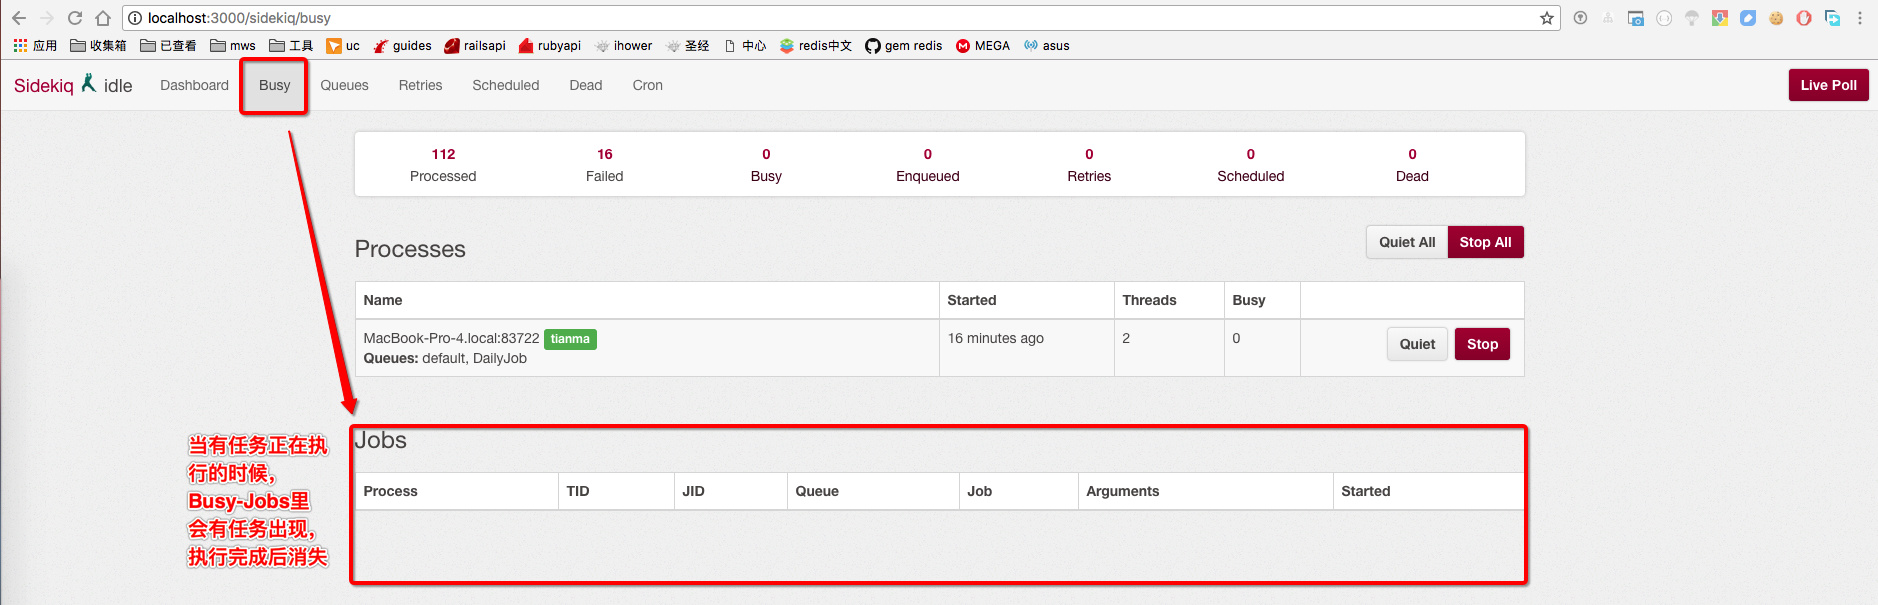 localhost:3000/sidekiq/busy
应用 收集箱 已查看 mws 工具 uc guides railsapi rubyapi ihower 圣经 中心 redis中文 gem redis MEGA asus
Sidekiq idle Dashboard Busy Queues Retries Scheduled Dead Cron Live Poll
112 16 0 0 0 0 0
Processed Failed Busy Enqueued Retries Scheduled Dead
Processes Quiet All Stop All
Name Started Threads Busy
MacBook-Pro-4.local:83722 tianma 16 minutes ago 2 0 Quiet Stop
Queues: default, DailyJob
Jobs
Process TID JID Queue Job Arguments Started
当有任务正在执
行的时候，
Busy-Jobs里
会有任务出现，
执行完成后消失